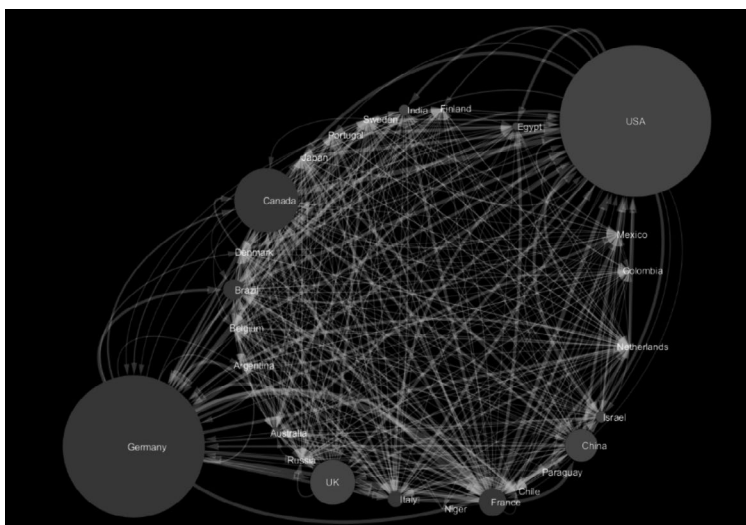 India
Finland
Sweden
Egypt
USA
Portugal
Japan
Canada
Mexico
Denmark
Colombia
Brazil
Belgium
Netherlands
Argentina
Israel
Australia
China
Germany
Russia
Paraguay
UK
Chile
Italy
France
Niger